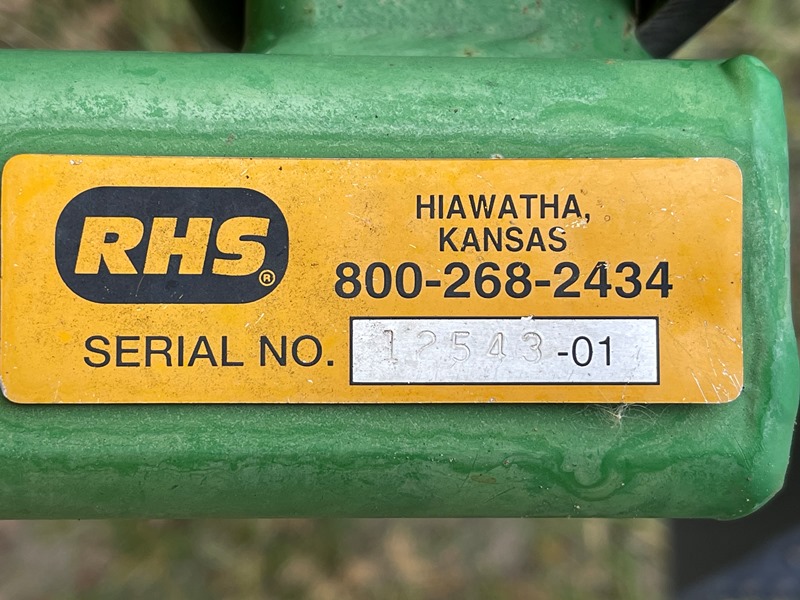 RHS®
HIAWATHA,
KANSAS
800-268-2434
SERIAL NO. 12543-01